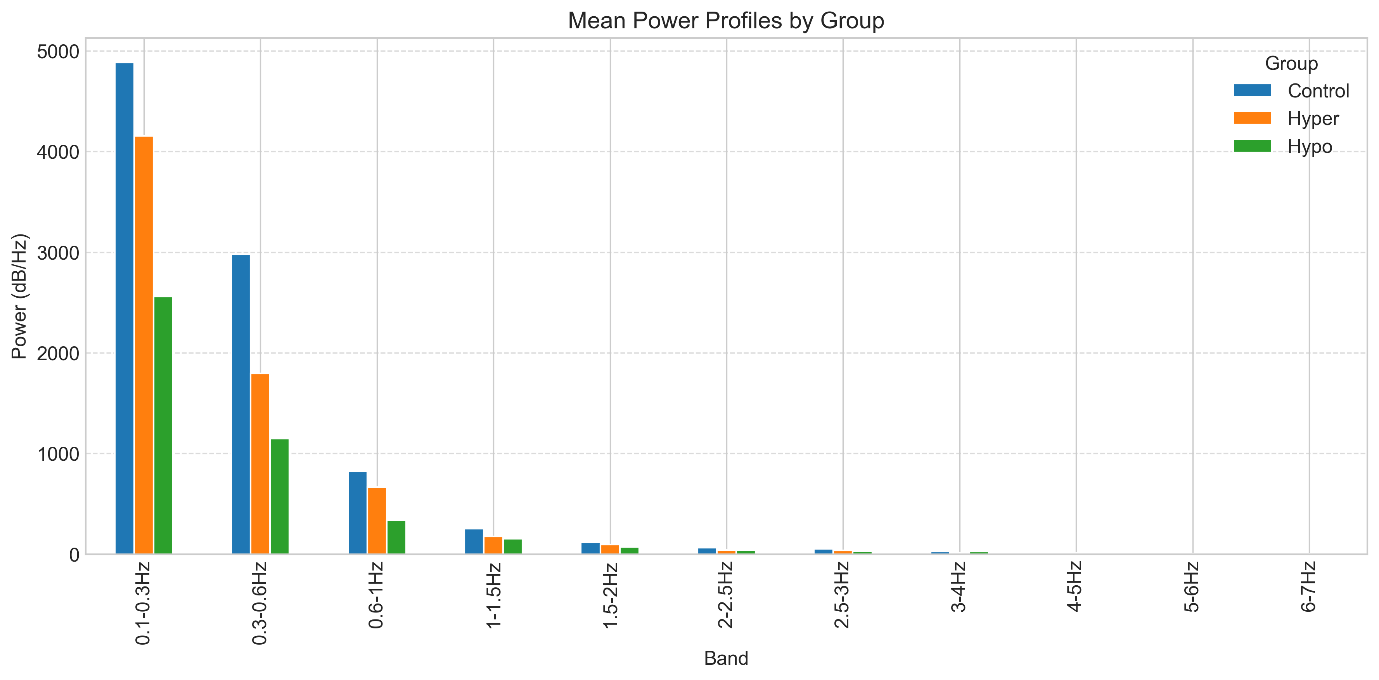 Mean Power Profiles by Group
Power (dB/Hz)
5000
4000
3000
2000
1000
0
Group
Control
Hyper
Hypo
0.1-0.3Hz
0.3-0.6Hz
0.6-1Hz
1-1.5Hz
1.5-2Hz
2-2.5Hz
2.5-3Hz
3-4Hz
4-5Hz
5-6Hz
6-7Hz
Band